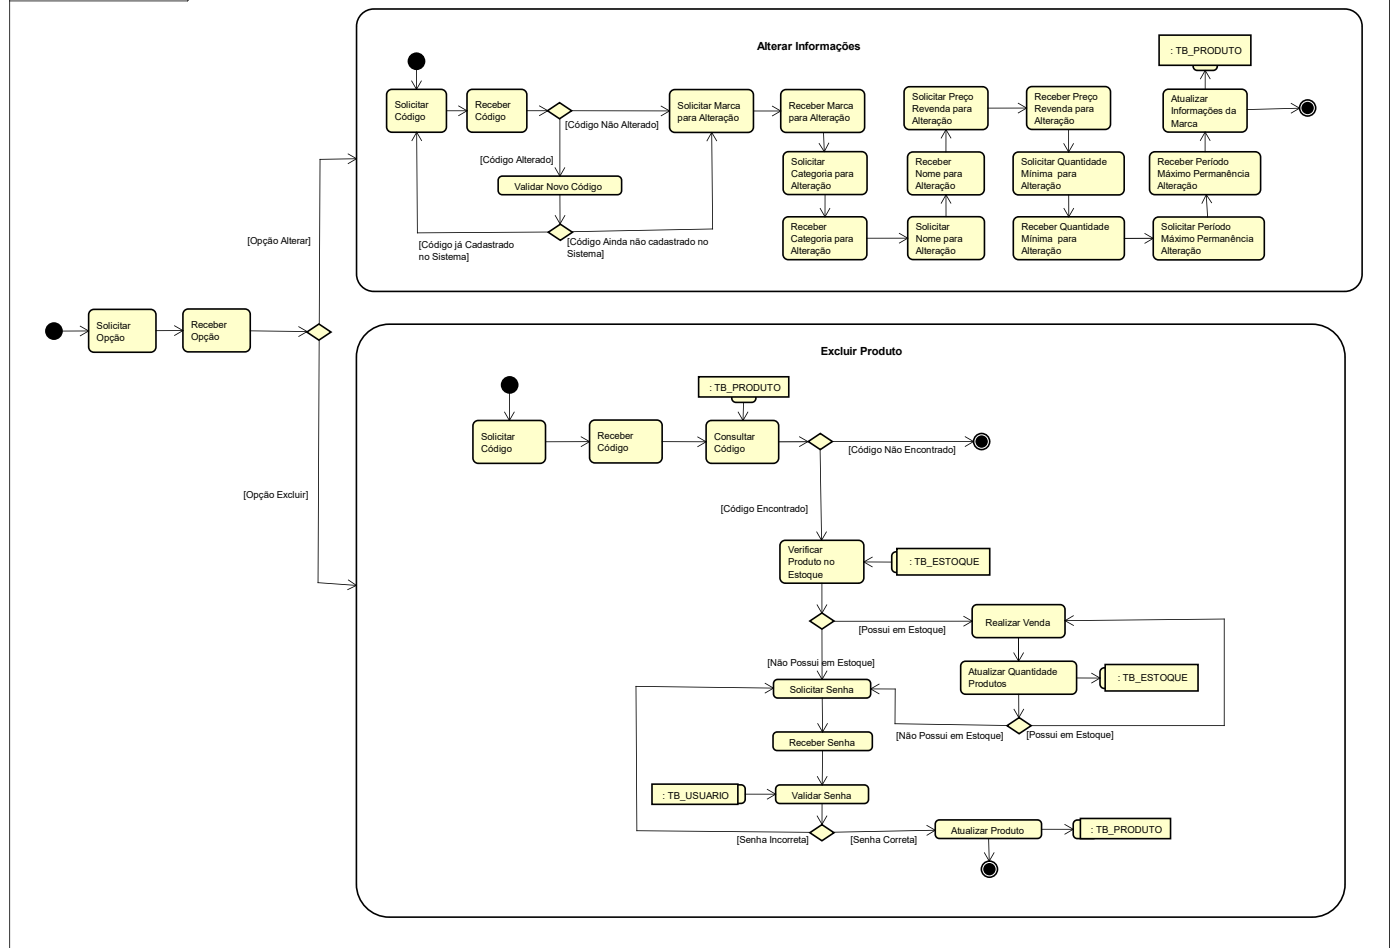 Alterar Informações
: TB_PRODUTO
Solicitar
Código
Receber
Código
[Código Não Alterado]
[Código Alterado]
Validar Novo Código
[Código já Cadastrado
no Sistema]
[Código Ainda não cadastrado no
Sistema]
Solicitar Marca
para Alteração
Receber Marca
para Alteração
Solicitar
Categoria para
Alteração
Receber
Categoria para
Alteração
Solicitar
Nome para
Alteração
Receber
Nome para
Alteração
Solicitar Preço
Revenda para
Alteração
Receber Preço
Revenda para
Alteração
Solicitar Quantidade
Mínima para
Alteração
Receber Quantidade
Mínima para
Alteração
Solicitar Período
Máximo Permanência
Alteração
Receber Período
Máximo Permanência
Alteração
Atualizar
Informações da
Marca
[Opção Alterar]
Solicitar
Opção
Receber
Opção
[Opção Excluir]
Excluir Produto
: TB_PRODUTO
Solicitar
Código
Receber
Código
Consultar
Código
[Código Não Encontrado]
[Código Encontrado]
Verificar
Produto no
Estoque
: TB_ESTOQUE
[Possui em Estoque]
Realizar Venda
[Não Possui em Estoque]
Atualizar Quantidade
Produtos
: TB_ESTOQUE
Solicitar Senha
[Não Possui em Estoque]
[Possui em Estoque]
Receber Senha
: TB_USUARIO
Validar Senha
[Senha Incorreta]
[Senha Correta]
Atualizar Produto
: TB_PRODUTO